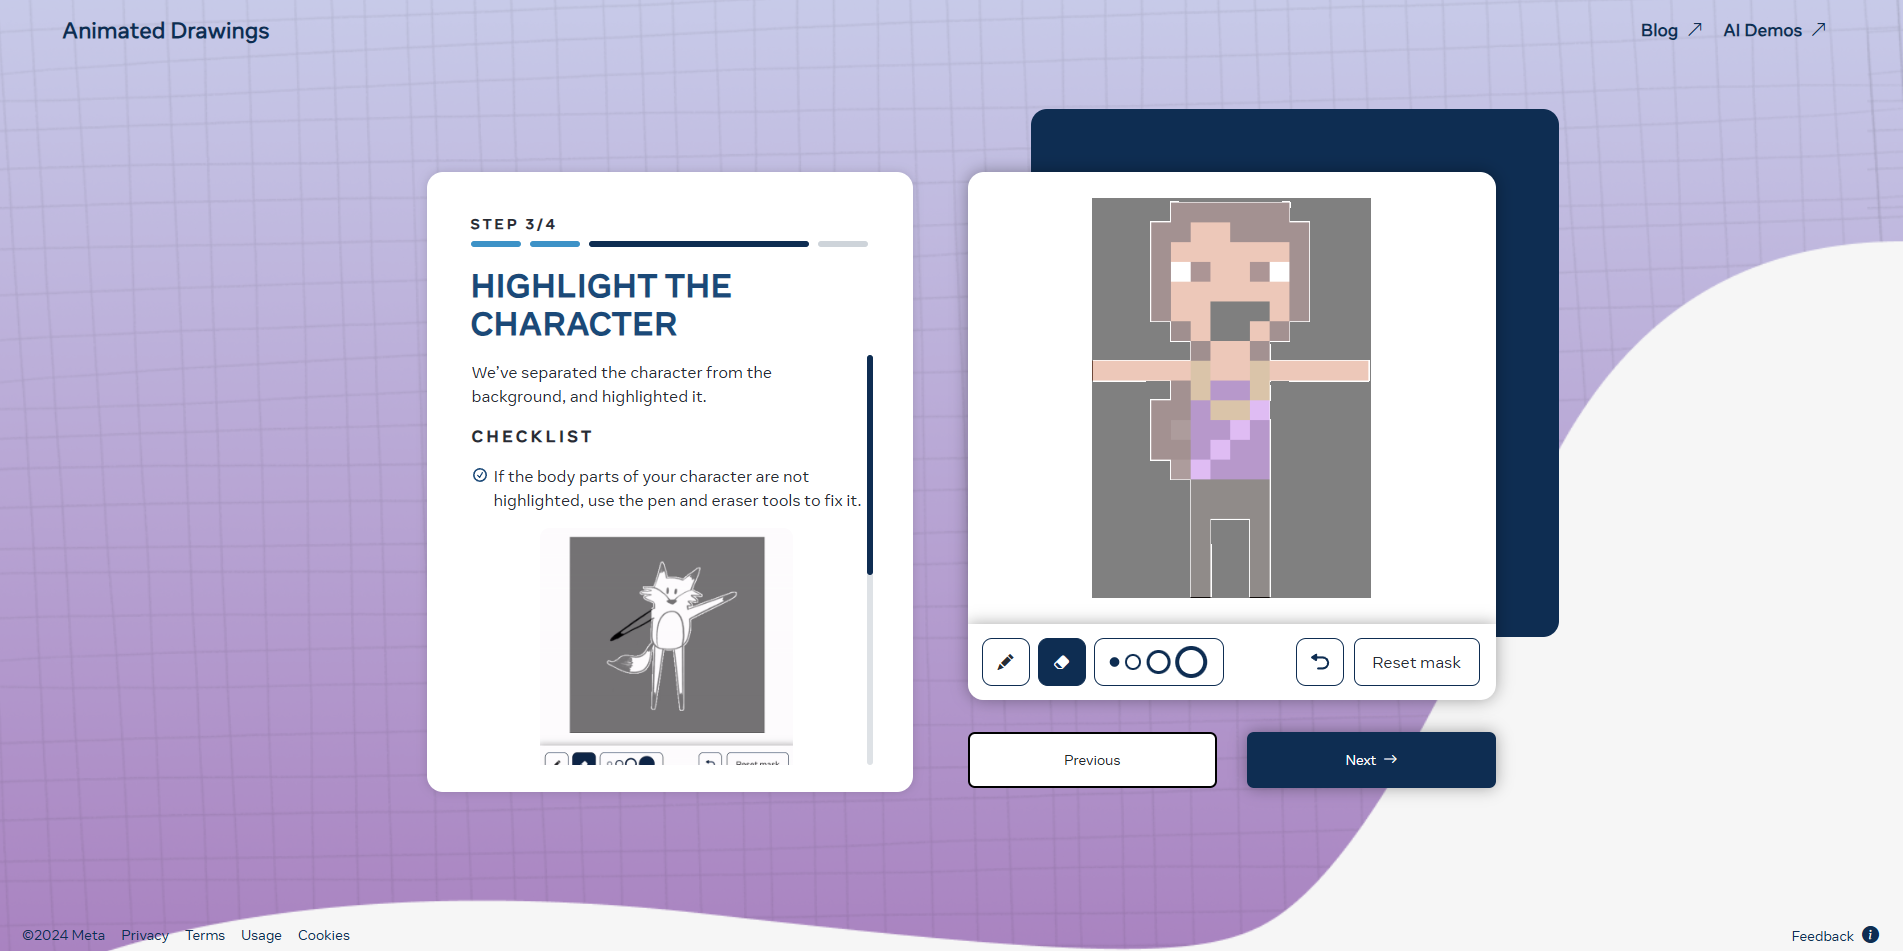 Animated Drawings
Blog
AI Demos
STEP 3/4
HIGHLIGHT THE
CHARACTER
We've separated the character from the
background, and highlighted it.
CHECKLIST
If the body parts of your character are not
highlighted, use the pen and eraser tools to fix it.
Reset mask
Reset mask
Previous
Next
©2024 Meta
Privacy
Terms
Usage
Cookies
Feedback